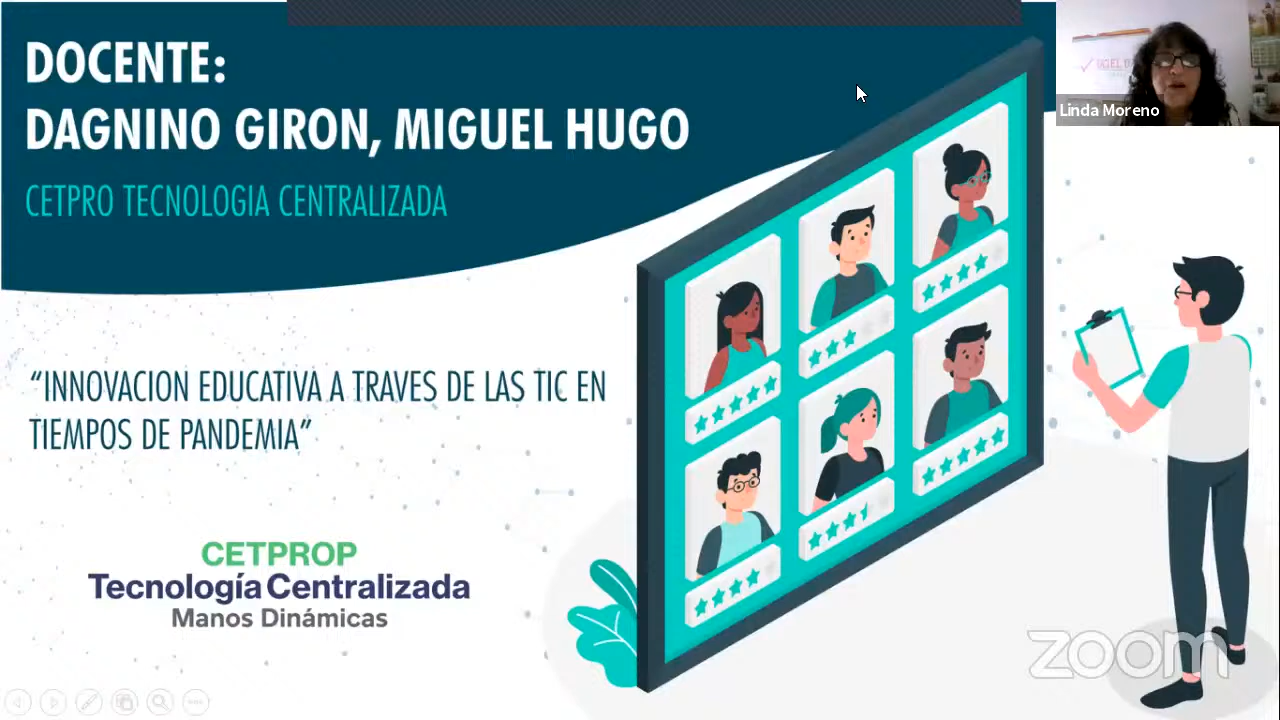 DOCENTE:
DAGNINO GIRON, MIGUEL HUGO
CETPRO TECNOLOGIA CENTRALIZADA
“INNOVACION EDUCATIVA A TRAVES DE LAS TIC EN
TIEMPOS DE PANDEMIA”
CETPROP
Tecnología Centralizada
Manos Dinámicas
Linda Moreno
zoom